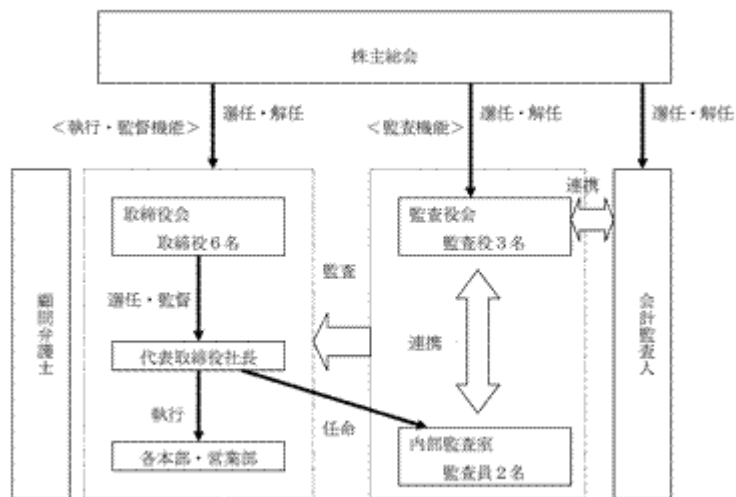 株主総会
選任・解任
選任・解任
選任・解任
＜執行・監督機能＞
＜監査機能＞
連携
取締役会
取締役６名
監査役会
監査役３名
監査
選任・監督
顧問弁護士
会計監査人
代表取締役社長
連携
執行
任命
内部監査室
監査員２名
各本部・営業部